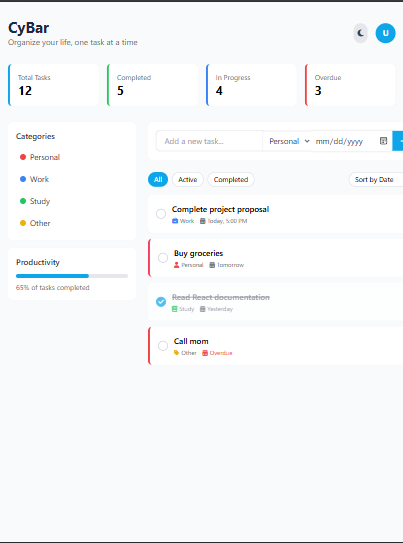 CyBar
Organize your life, one task at a time
U
Total Tasks
12
Completed
5
In Progress
4
Overdue
3
Categories
Personal
Work
Study
Other
Productivity
65% of tasks completed
Add a new task...
Personal
mm/dd/yyyy
All
Active
Completed
Sort by Date
Complete project proposal
Work Today, 5:00 PM
Buy groceries
Personal Tomorrow
Read React documentation
Study Yesterday
Call mom
Other Overdue